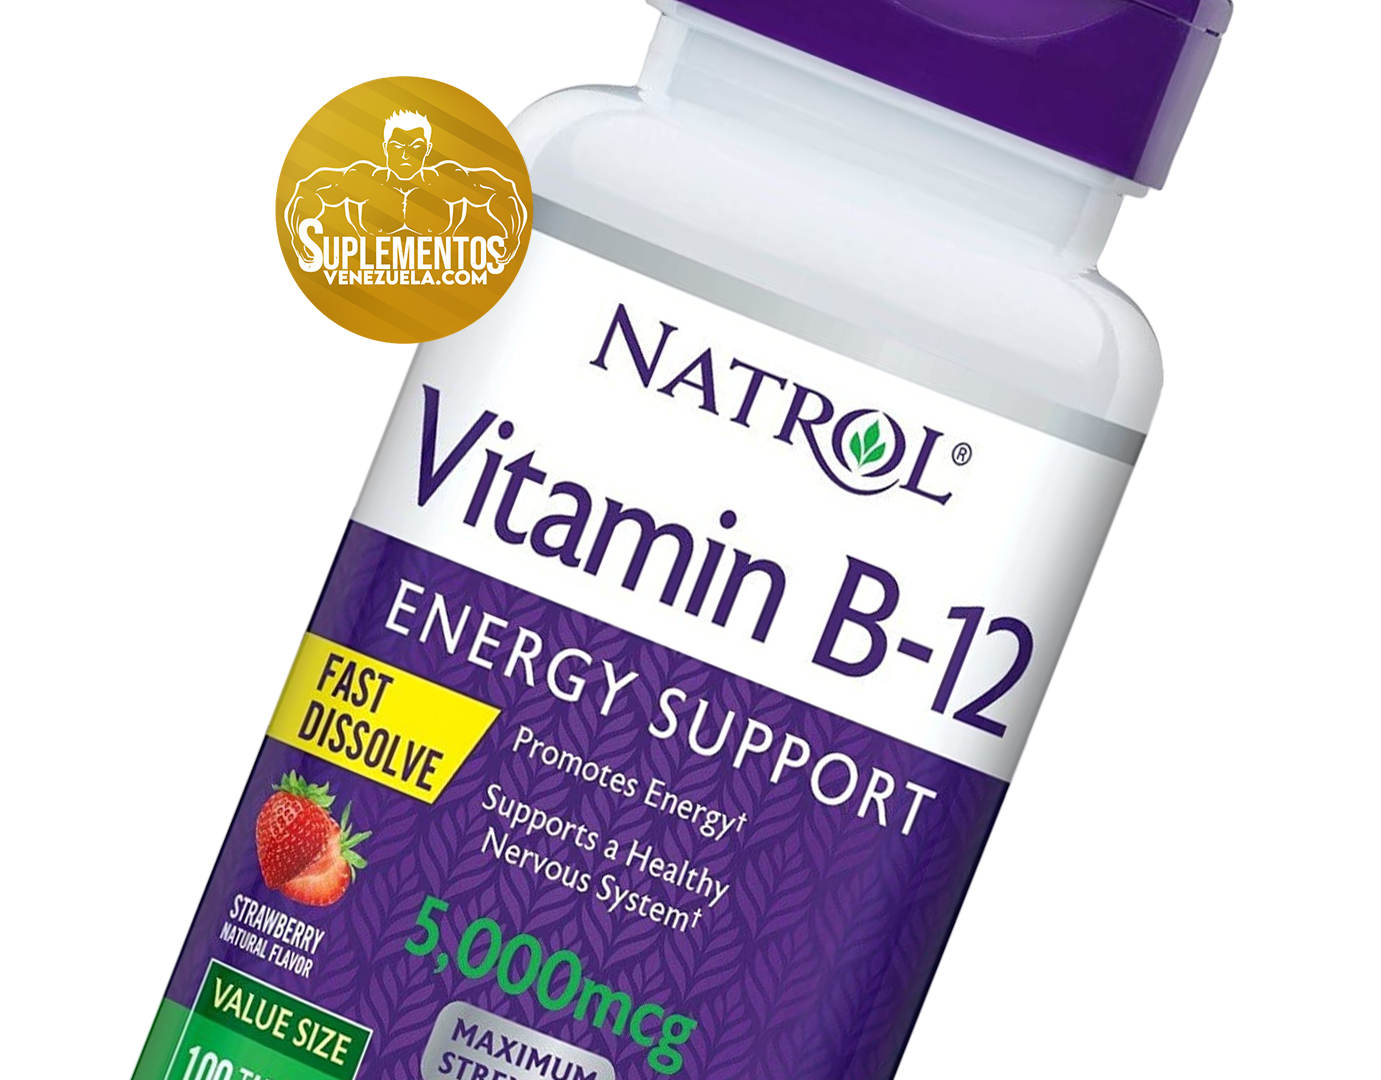 SUPLEMENTOS
VENEZUELA.COM
NATROL®
Vitamin B-12
ENERGY SUPPORT
FAST
DISSOLVE
Promotes Energy†
Supports a Healthy
Nervous System†
5,000mcg
STRAWBERRY
NATURAL FLAVOR
VALUE SIZE
100
MAXIMUM